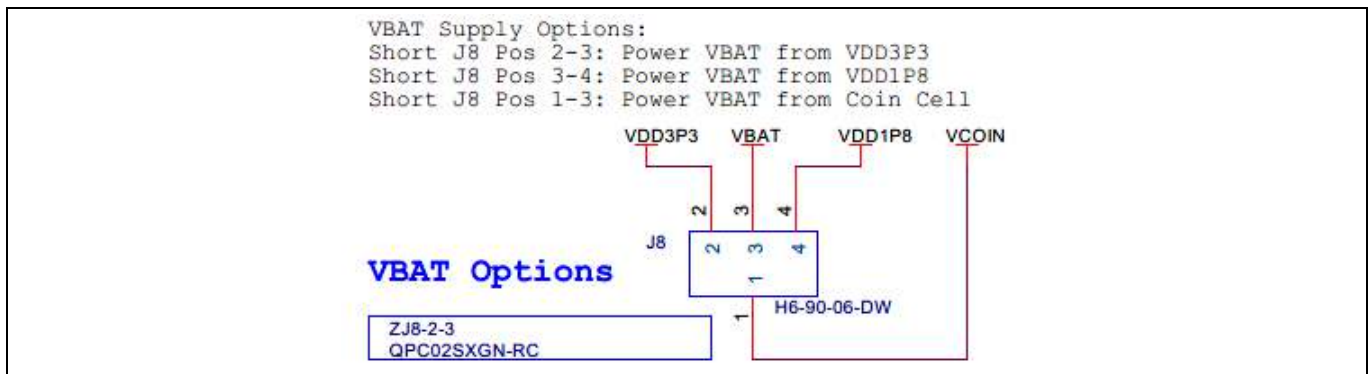 VBAT Supply Options:
Short J8 Pos 2-3: Power VBAT from VDD3P3
Short J8 Pos 3-4: Power VBAT from VDD1P8
Short J8 Pos 1-3: Power VBAT from Coin Cell
VDD3P3 VBAT VDD1P8 VCOIN
2 3 4
J8
2 3 4
1
VBAT Options
H6-90-06-DW
1
ZJ8-2-3
QPC02SXGN-RC